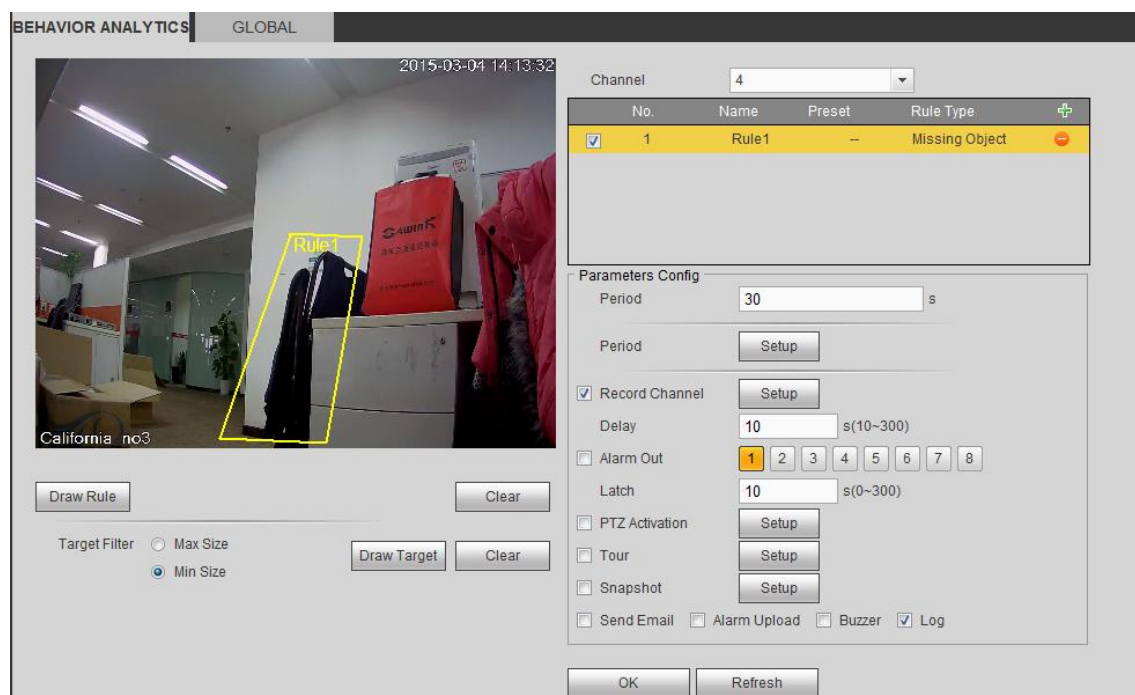 BEHAVIOR ANALYTICS GLOBAL
2015-03-04 14:13:32
Rule1
S4winK
California no3
Draw Rule Clear
Target Filter Max Size
Min Size
Draw Target Clear
Channel 4
No. Name Preset Rule Type
1 Rule1 -- Missing Object
Parameters Config
Period 30 s
Period Setup
Record Channel Setup
Delay 10 s(10~300)
Alarm Out 1 2 3 4 5 6 7 8
Latch 10 s(0~300)
PTZ Activation Setup
Tour Setup
Snapshot Setup
Send Email Alarm Upload Buzzer Log
OK Refresh